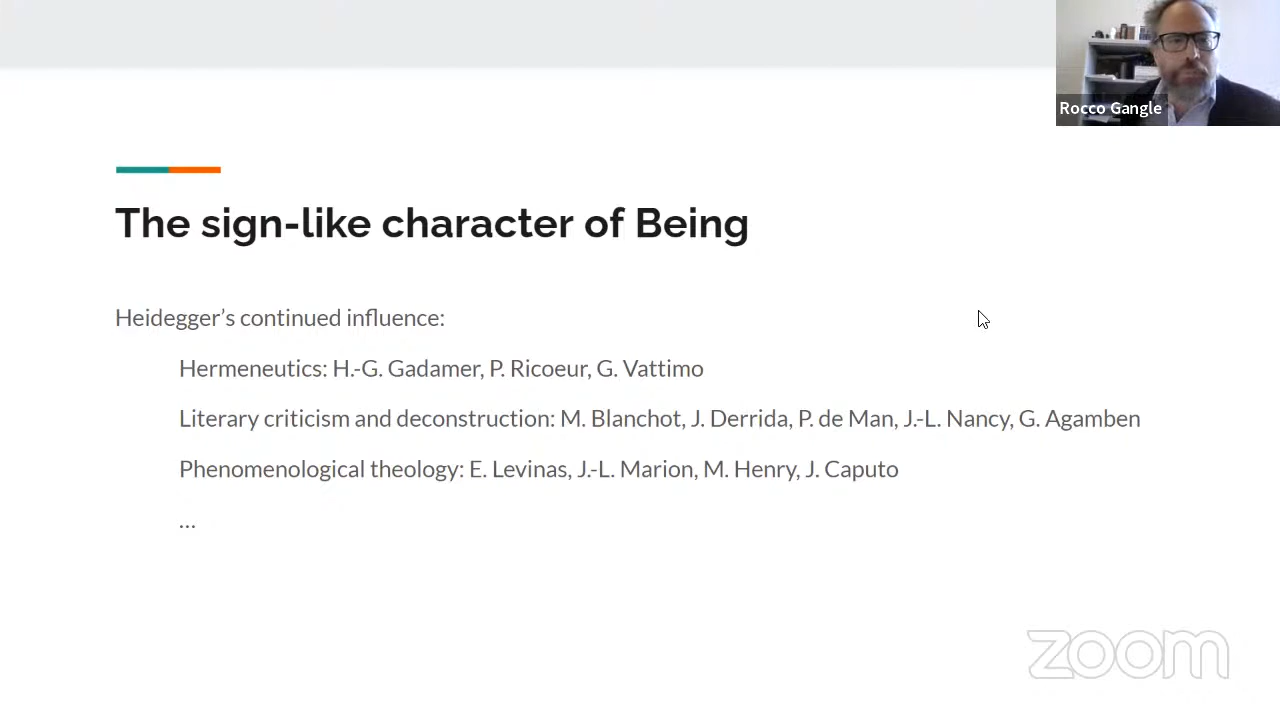 Rocco Gangle
The sign-like character of Being
Heidegger’s continued influence:
Hermeneutics: H.-G. Gadamer, P. Ricoeur, G. Vattimo
Literary criticism and deconstruction: M. Blanchot, J. Derrida, P. de Man, J.-L. Nancy, G. Agamben
Phenomenological theology: E. Levinas, J.-L. Marion, M. Henry, J. Caputo
...
zoom